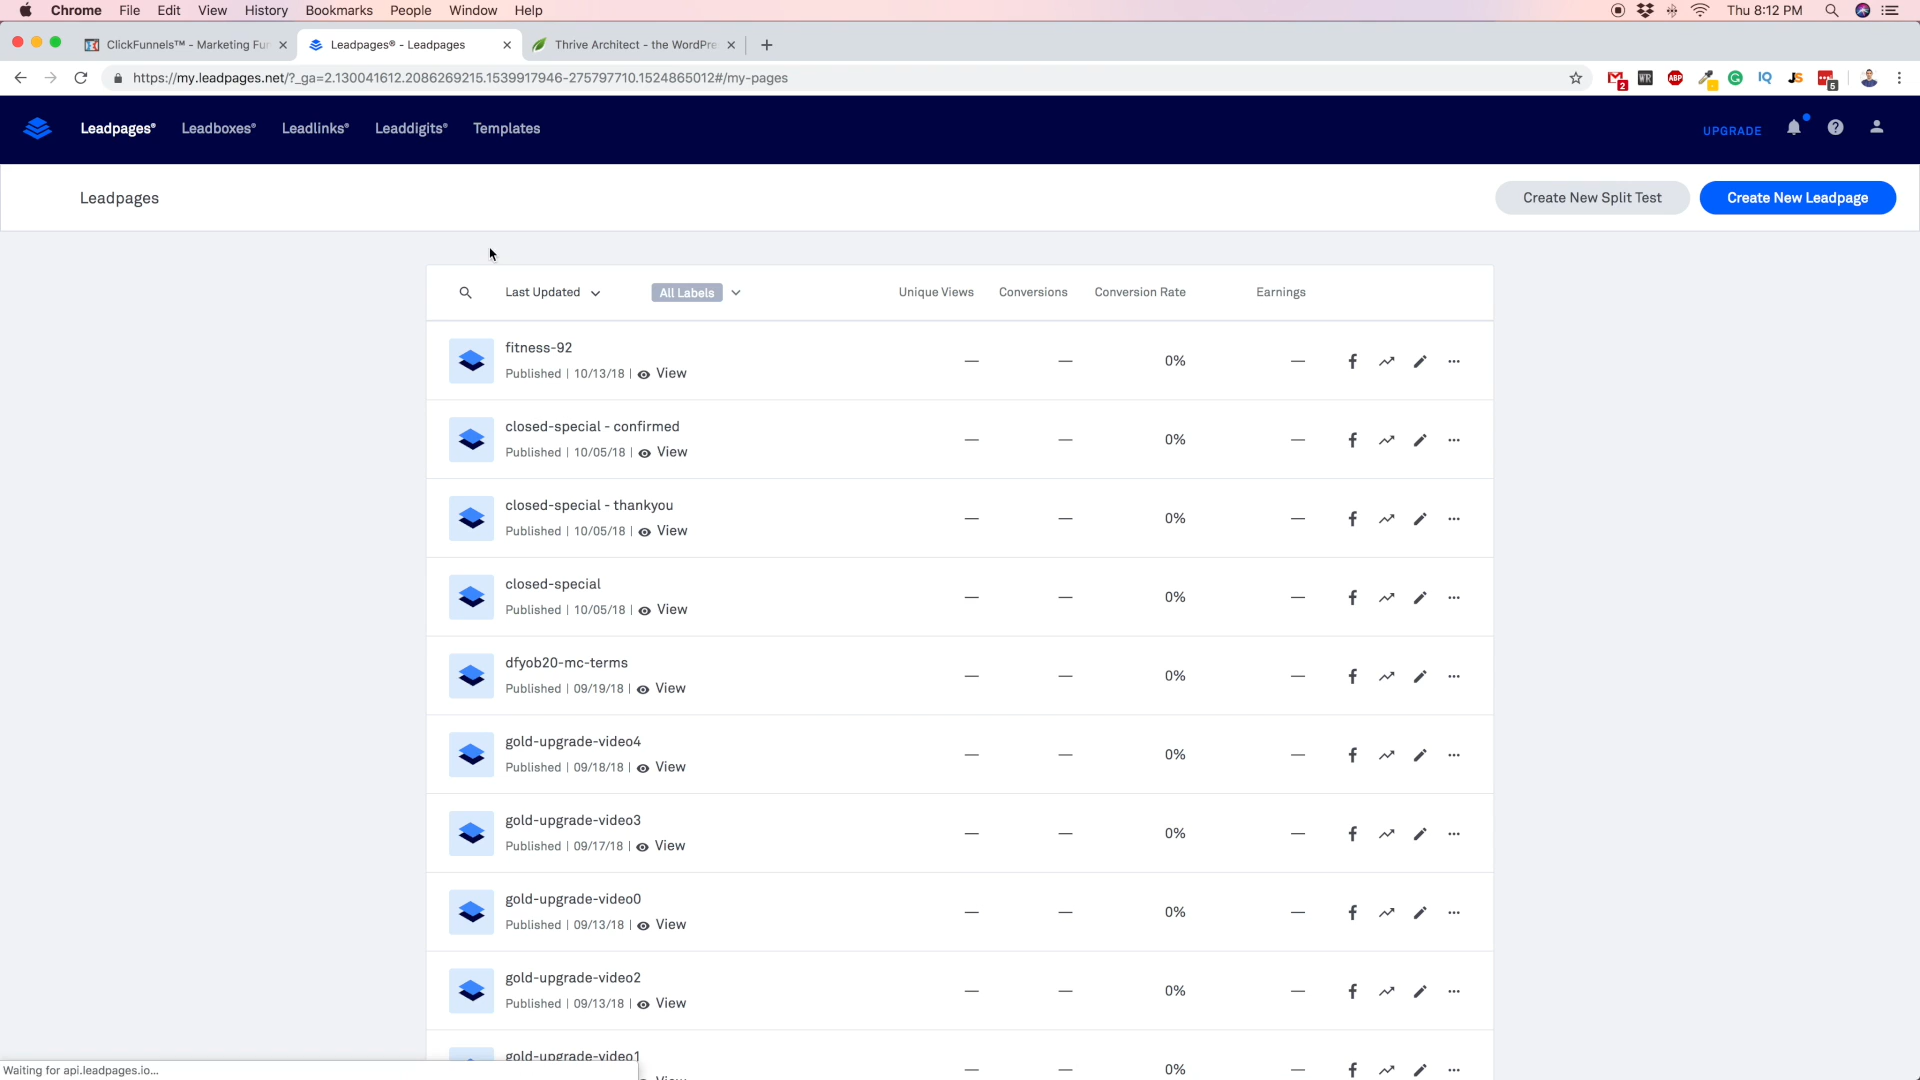 Chrome File Edit View History Bookmarks People Window Help Thu 8:12 PM
ClickFunnels™ - Marketing Fu Leadpages® - Leadpages Thrive Architect - the WordPre
https://my.leadpages.net/?_ga=2.130041612.2086269215.1539917946-275797710.1524865012#/my-pages 2 WR ABP IQ JS 5
Leadpages® Leadboxes® Leadlinks® Leaddigits® Templates UPGRADE
Leadpages Create New Split Test Create New Leadpage
Last Updated All Labels Unique Views Conversions Conversion Rate Earnings
fitness-92
Published | 10/13/18 | View — — 0% —
closed-special - confirmed
Published | 10/05/18 | View — — 0% —
closed-special - thankyou
Published | 10/05/18 | View — — 0% —
closed-special
Published | 10/05/18 | View — — 0% —
dfyob20-mc-terms
Published | 09/19/18 | View — — 0% —
gold-upgrade-video4
Published | 09/18/18 | View — — 0% —
gold-upgrade-video3
Published | 09/17/18 | View — — 0% —
gold-upgrade-video0
Published | 09/13/18 | View — — 0% —
gold-upgrade-video2
Published | 09/13/18 | View — — 0% —
gold-upgrade-video1
— — 0% —
Waiting for api.leadpages.io...